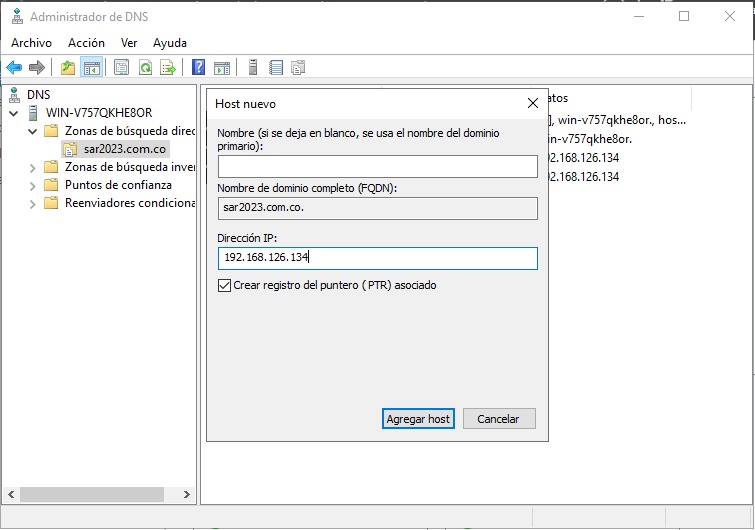 Administrador de DNS
Archivo Acción Ver Ayuda
DNS
WIN-V757QKHE8OR
Zonas de búsqueda direc
sar2023.com.co
Zonas de búsqueda inver
Puntos de confianza
Reenviadores condiciona
Host nuevo
Nombre (si se deja en blanco, se usa el nombre del dominio
primario):
Nombre de dominio completo (FQDN):
sar2023.com.co.
Dirección IP:
192.168.126.134
Crear registro del puntero (PTR) asociado
Agregar host Cancelar
atos
], win-v757qkhe8or., hos...
n-v757qkhe8or.
2.168.126.134
2.168.126.134